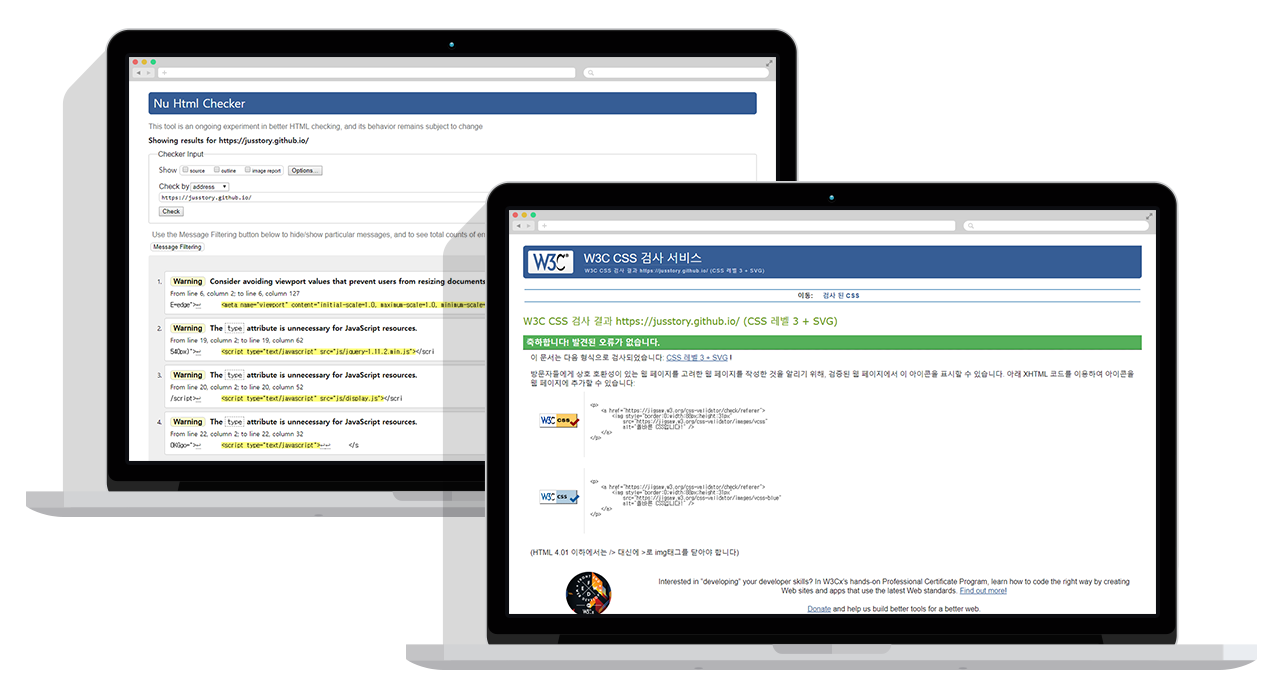 Nu Html Checker
This tool is an ongoing experiment in better HTML checking, and its behavior remains subject to change
Showing results for https://jusstory.github.io/
Checker Input
Show source outline image report Options...
Check by address
https://jusstory.github.io/
Check
Use the Message Filtering button below to hide/show particular messages, and to see total counts of
Message Filtering
1. Warning Consider avoiding viewport values that prevent users from resizing documents
From line 6, column 2; to line 6, column 127
E=edge">↩ <meta name="viewport" content="initial-scale=1.0, maximum-scale=1.0, minimum-scale=
2. Warning The type attribute is unnecessary for JavaScript resources.
From line 19, column 2; to line 19, column 62
540px)">↩ <script type="text/javascript" src="js/jquery-1.11.2.min.js"></scri
3. Warning The type attribute is unnecessary for JavaScript resources.
From line 20, column 2; to line 20, column 52
/script>↩ <script type="text/javascript" src="js/display.js"></scri
4. Warning The type attribute is unnecessary for JavaScript resources.
From line 22, column 2; to line 22, column 32
<script type="text/javascript">↩ </s
W3C® W3C CSS 검사 서비스
W3C CSS 검사 결과 https://jusstory.github.io/ (CSS 레벨 3 + SVG)
이동: 검사 된 CSS
W3C CSS 검사 결과 https://jusstory.github.io/ (CSS 레벨 3 + SVG)
축하합니다! 발견된 오류가 없습니다.
이 문서는 다음 형식으로 검사되었습니다: CSS 레벨 3 + SVG !
방문자들에게 상호 호환성이 있는 웹 페이지를 고려한 웹 페이지를 작성한 것을 알리기 위해, 검증된 웹 페이지에서 이 아이콘을 표시할 수 있습니다. 아래 XHTML 코드를 이용하여 아이콘을
웹 페이지에 추가할 수 있습니다:
W3C css
<p>
<a href="https://jigsaw.w3.org/css-validator/check/referer">
<img style="border:0;width:88px;height:31px"
src="https://jigsaw.w3.org/css-validator/images/vcss"
alt="올바른 CSS입니다!" />
</a>
</p>
W3C css
<p>
<a href="https://jigsaw.w3.org/css-validator/check/referer">
<img style="border:0;width:88px;height:31px"
src="https://jigsaw.w3.org/css-validator/images/vcss-blue"
alt="올바른 CSS입니다!" />
</a>
</p>
(HTML 4.01 이하에서는 /> 대신에 >로 img태그를 닫아야 합니다)
Interested in "developing" your developer skills? In W3Cx's hands-on Professional Certificate Program, learn how to code the right way by creating
Web sites and apps that use the latest Web standards. Find out more!
Donate and help us build better tools for a better web.